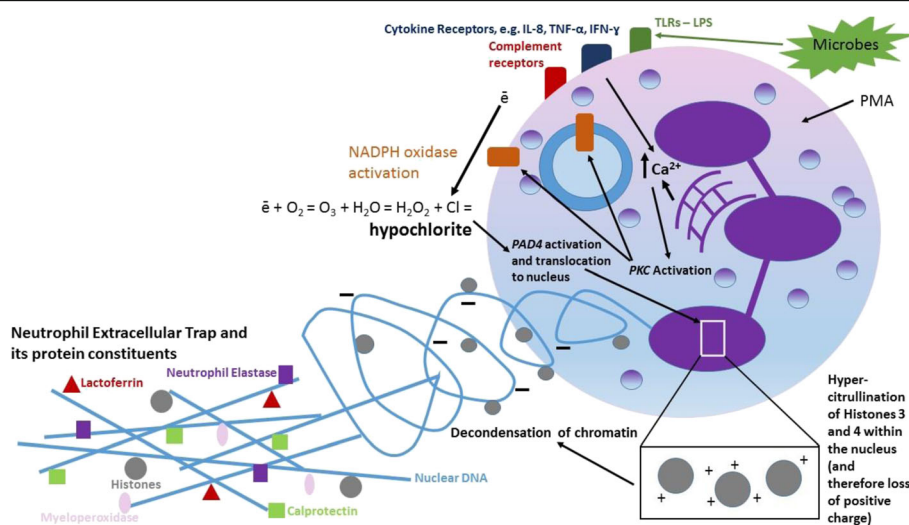 Cytokine Receptors, e.g. IL-8, TNF-α, IFN-ɣ
TLRs – LPS
Microbes
Complement
receptors
ē
PMA
NADPH oxidase
activation
Ca²⁺
ē + O₂ = O₃ + H₂O = H₂O₂ + Cl =
hypochlorite
PAD4 activation
and translocation
to nucleus
PKC Activation
Neutrophil Extracellular Trap and
its protein constituents
Neutrophil Elastase
Lactoferrin
Histones
Myeloperoxidase
Nuclear DNA
Calprotectin
Decondensation of chromatin
Hyper-
citrullination
of Histones 3
and 4 within
the nucleus
(and
therefore loss
of positive
charge)
+ + + + + +
+ +